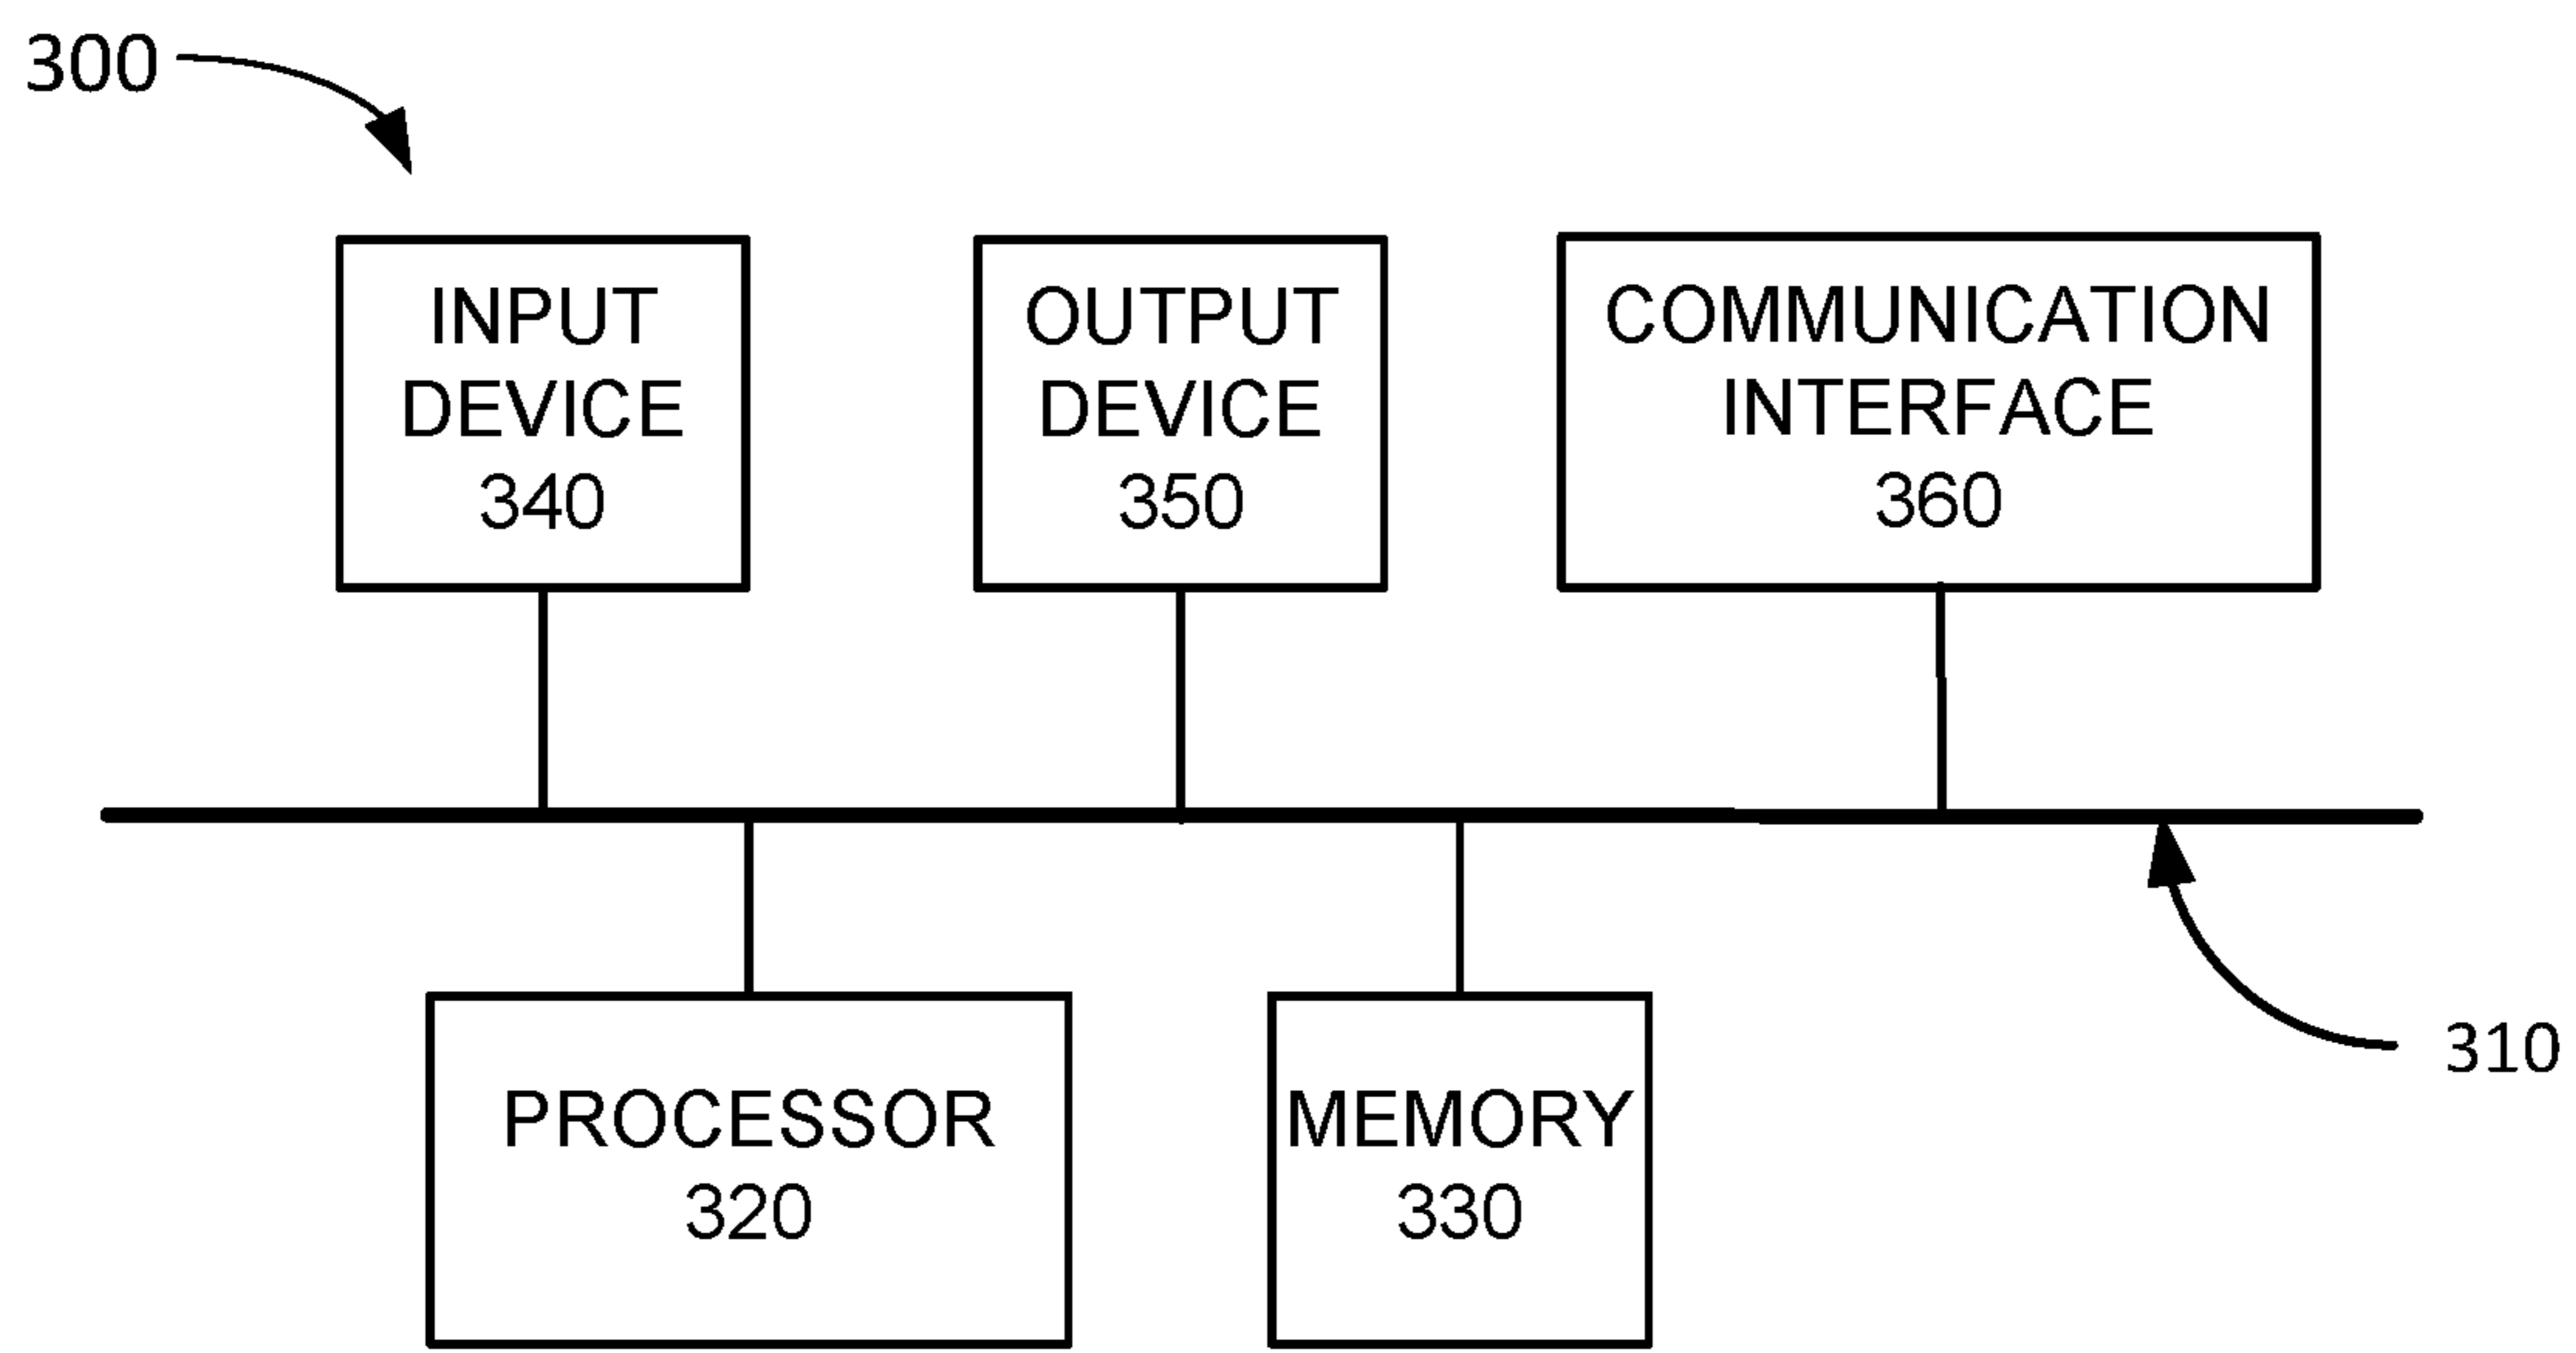 300
INPUT
DEVICE
340
OUTPUT
DEVICE
350
COMMUNICATION
INTERFACE
360
PROCESSOR
320
MEMORY
330
310